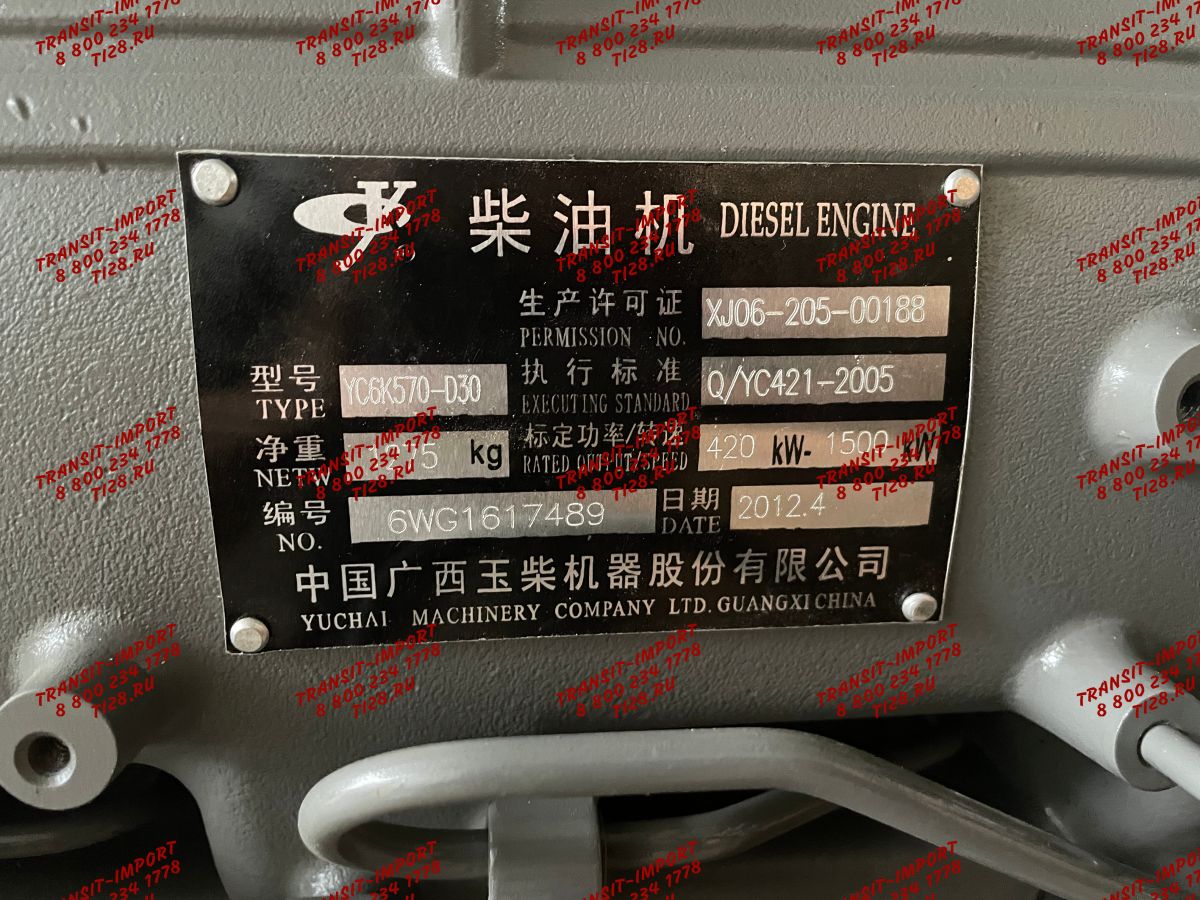 柴油机 DIESEL ENGINE
生产许可证 XJ06-205-00188
PERMISSION NO.
型号 YC6K570-D30 执行标准 Q/YC421-2005
TYPE EXECUTING STANDARD
净重 kg 标定功率/转速 420 kW- 1500 kW
NETW RATED OUTPUT/SPEED
编号 6WG1617489 日期 2012.4
NO. DATE
中国广西玉柴机器股份有限公司
YUCHAI MACHINERY COMPANY LTD. GUANGXI CHINA
TRANSIT-IMPORT
8 800 234 1778
TI28.RU